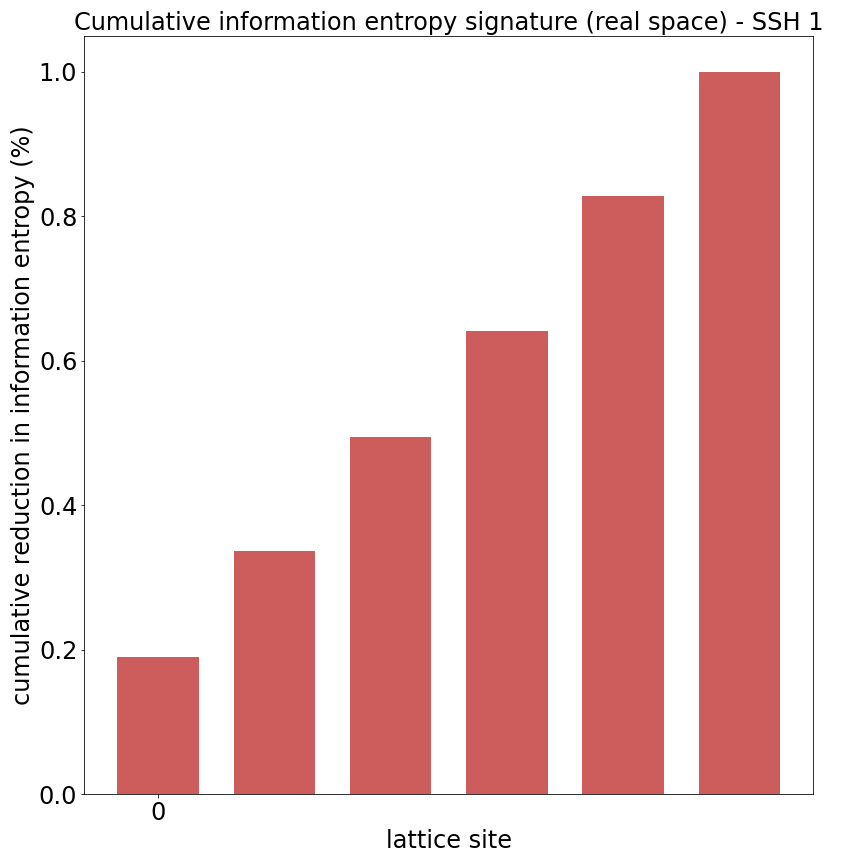 Cumulative information entropy signature (real space) - SSH 1
cumulative reduction in information entropy (%)
1.0
0.8
0.6
0.4
0.2
0.0
0
lattice site